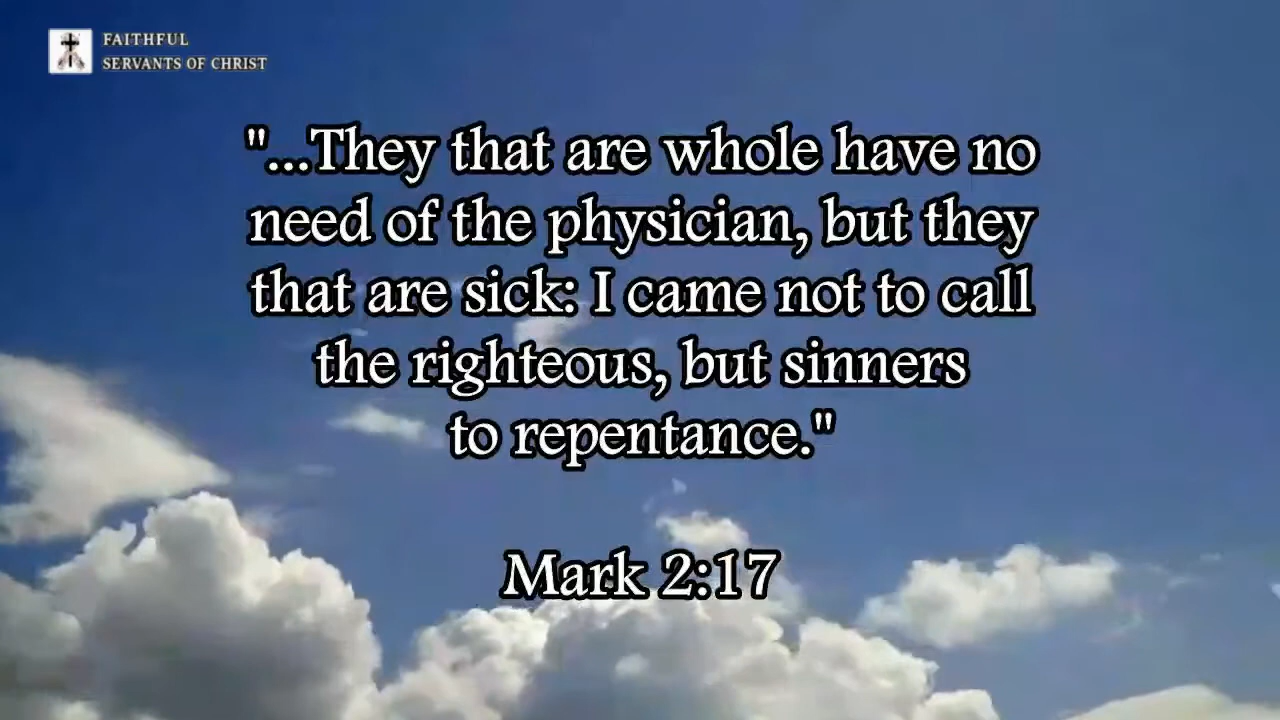 FAITHFUL
SERVANTS OF CHRIST
"...They that are whole have no
need of the physician, but they
that are sick: I came not to call
the righteous, but sinners
to repentance."
Mark 2:17